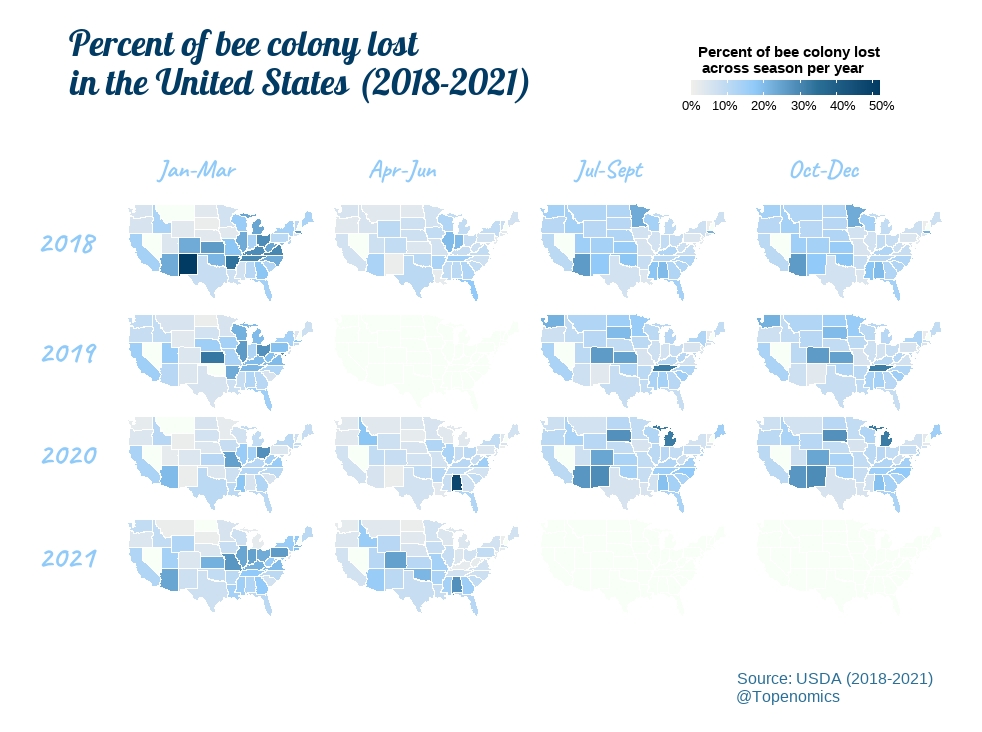 Percent of bee colony lost
in the United States (2018-2021)
Percent of bee colony lost
across season per year
0% 10% 20% 30% 40% 50%
Jan-Mar Apr-Jun Jul-Sept Oct-Dec
2018
2019
2020
2021
Source: USDA (2018-2021)
@Topenomics